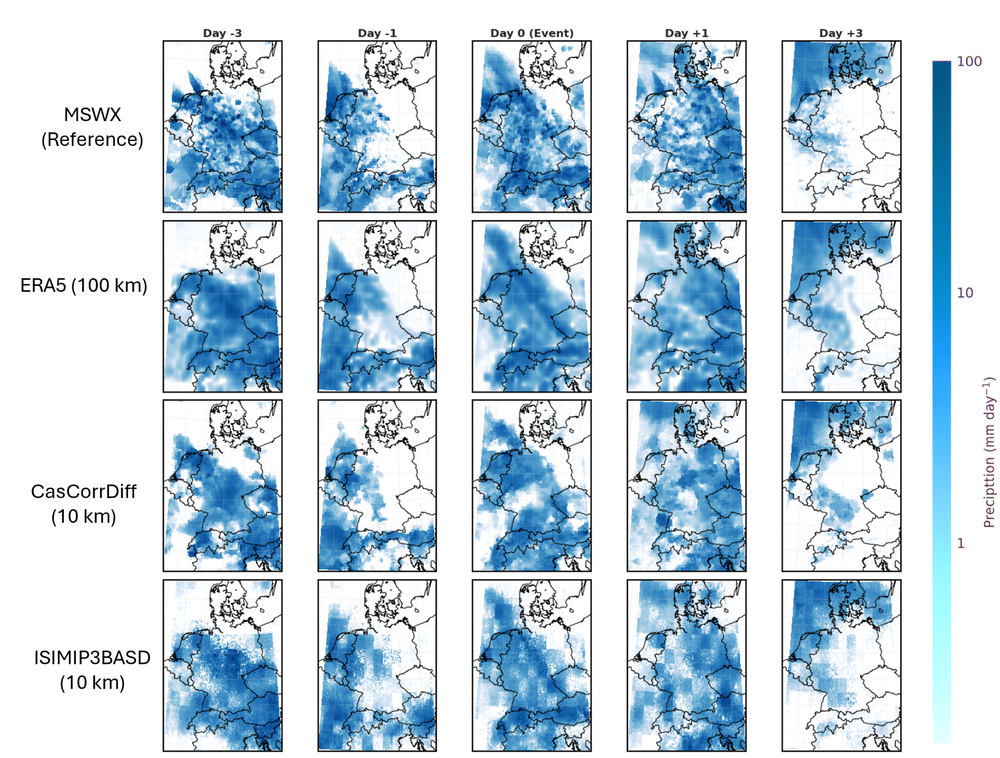 Day -3
Day -1
Day 0 (Event)
Day +1
Day +3
MSWX
(Reference)
ERA5 (100 km)
CasCorrDiff
(10 km)
ISIMIP3BASD
(10 km)
100
10
1
Precipttion (mm day⁻¹)